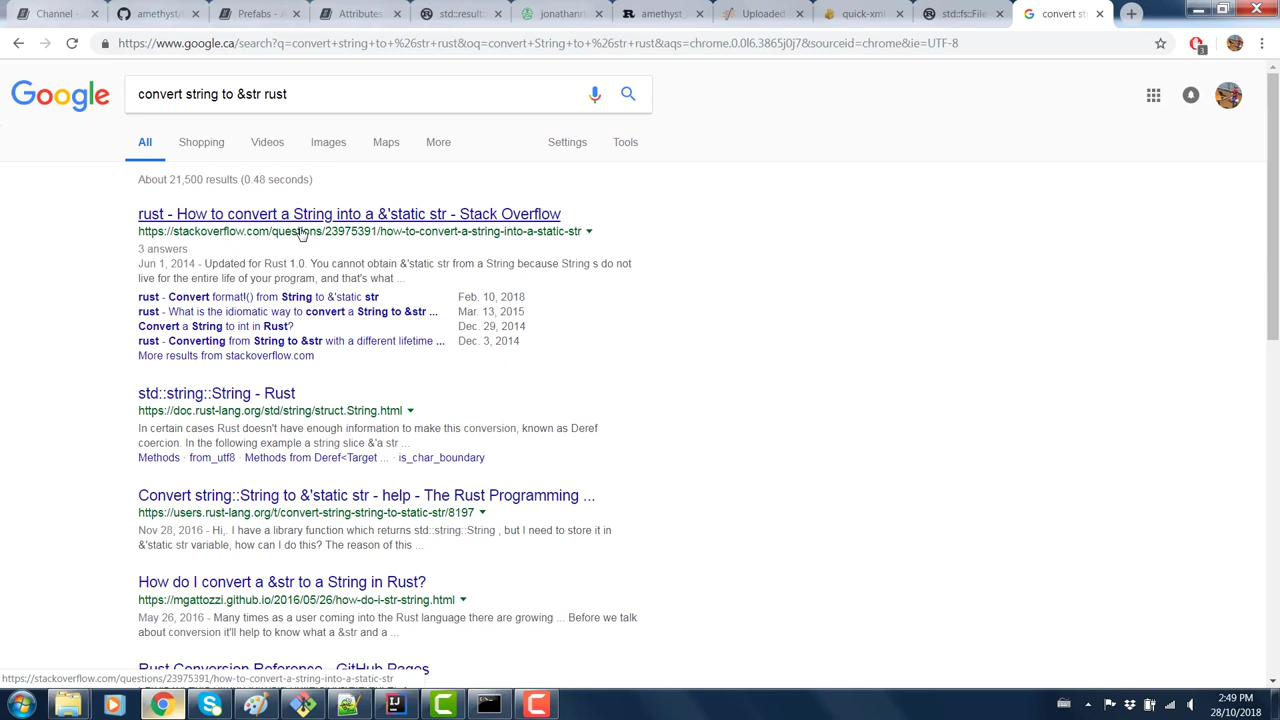 Channel -
amethyst/
Prefabs -
Attributes
std::result
jonathanrl
amethyst
Uploaded
quick-xml
std::fs::File
convert st
https://www.google.ca/search?q=convert+string+to+%26str+rust&oq=convert+String+to+%26str+rust&aqs=chrome.0.0l6.3865j0j7&sourceid=chrome&ie=UTF-8
3
Google
convert string to &str rust
All
Shopping
Videos
Images
Maps
More
Settings
Tools
About 21,500 results (0.48 seconds)
rust - How to convert a String into a &'static str - Stack Overflow
https://stackoverflow.com/questions/23975391/how-to-convert-a-string-into-a-static-str
3 answers
Jun 1, 2014 - Updated for Rust 1.0. You cannot obtain &'static str from a String because String s do not
live for the entire life of your program, and that's what ...
rust - Convert format!() from String to &'static str Feb. 10, 2018
rust - What is the idiomatic way to convert a String to &str ... Mar. 13, 2015
Convert a String to int in Rust? Dec. 29, 2014
rust - Converting from String to &str with a different lifetime ... Dec. 3, 2014
More results from stackoverflow.com
std::string::String - Rust
https://doc.rust-lang.org/std/string/struct.String.html
In certain cases Rust doesn't have enough information to make this conversion, known as Deref
coercion. In the following example a string slice &'a str ...
Methods · from_utf8 · Methods from Deref<Target ... · is_char_boundary
Convert string::String to &'static str - help - The Rust Programming ...
https://users.rust-lang.org/t/convert-string-string-to-static-str/8197
Nov 28, 2016 - Hi,. I have a library function which returns std::string::String , but I need to store it in
&'static str variable, how can I do this? The reason of this ...
How do I convert a &str to a String in Rust?
https://mgattozzi.github.io/2016/05/26/how-do-i-str-string.html
May 26, 2016 - Many times as a user coming into the Rust language there are growing ... Before we talk
about conversion it'll help to know what a &str and a ...
Rust Conversion Reference - GitHub Pages
https://stackoverflow.com/questions/23975391/how-to-convert-a-string-into-a-static-str
2:49 PM
28/10/2018